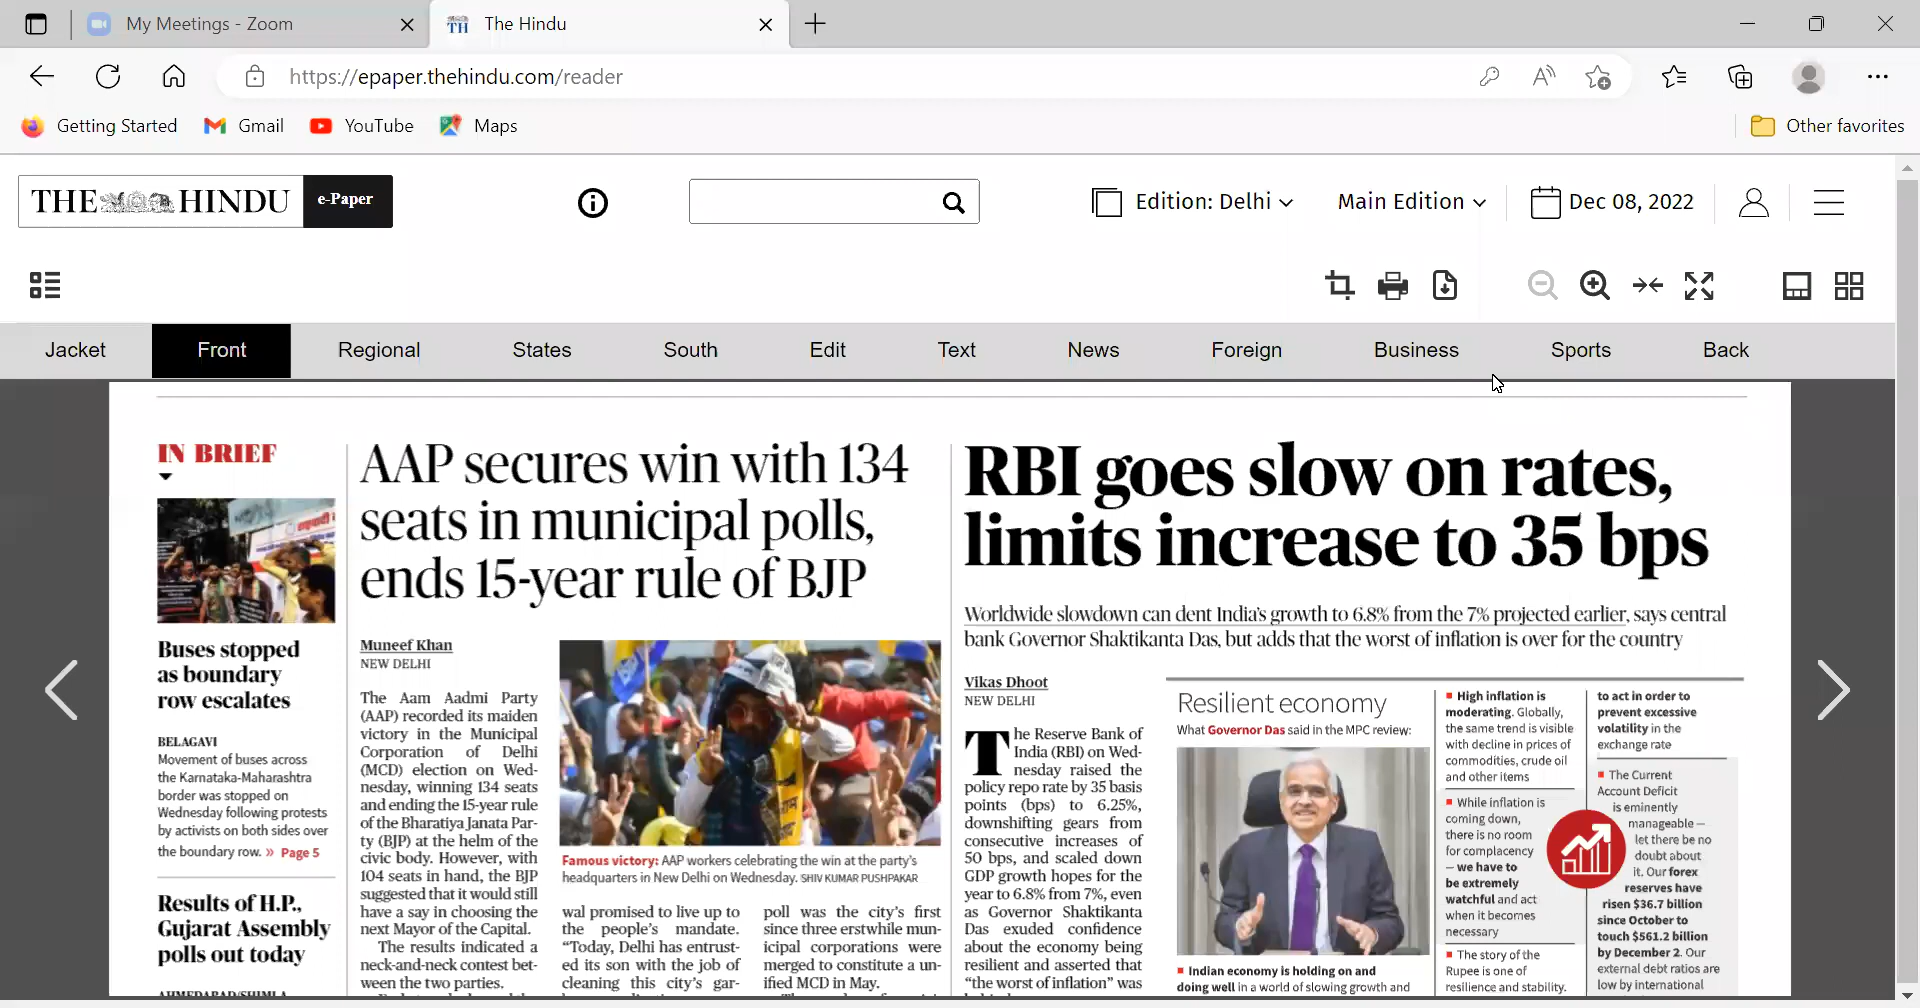 My Meetings - Zoom
The Hindu
https://epaper.thehindu.com/reader
Getting Started
Gmail
YouTube
Maps
Other favorites
THE HINDU
e-Paper
Edition: Delhi
Main Edition
Dec 08, 2022
Jacket
Front
Regional
States
South
Edit
Text
News
Foreign
Business
Sports
Back
IN BRIEF
Buses stopped
as boundary
row escalates
BELAGAVI
Movement of buses across
the Karnataka-Maharashtra
border was stopped on
Wednesday following protests
by activists on both sides over
the boundary row. » Page 5
Results of H.P.,
Gujarat Assembly
polls out today
AAP secures win with 134
seats in municipal polls,
ends 15-year rule of BJP
Muneef Khan
NEW DELHI
The Aam Aadmi Party
(AAP) recorded its maiden
victory in the Municipal
Corporation of Delhi
(MCD) election on Wed-
nesday, winning 134 seats
and ending the 15-year rule
of the Bharatiya Janata Par-
ty (BJP) at the helm of the
civic body. However, with
104 seats in hand, the BJP
suggested that it would still
have a say in choosing the
next Mayor of the Capital.
The results indicated a
neck-and-neck contest bet-
ween the two parties.
Famous victory: AAP workers celebrating the win at the party's
headquarters in New Delhi on Wednesday. SHIV KUMAR PUSHPAKAR
wal promised to live up to
the people's mandate.
“Today, Delhi has entrust-
ed its son with the job of
cleaning this city's gar-
poll was the city's first
since three erstwhile mun-
icipal corporations were
merged to constitute a un-
ified MCD in May.
RBI goes slow on rates,
limits increase to 35 bps
Worldwide slowdown can dent India's growth to 6.8% from the 7% projected earlier, says central
bank Governor Shaktikanta Das, but adds that the worst of inflation is over for the country
Vikas Dhoot
NEW DELHI
The Reserve Bank of
India (RBI) on Wed-
nesday raised the
policy repo rate by 35 basis
points (bps) to 6.25%,
downshifting gears from
consecutive increases of
50 bps, and scaled down
GDP growth hopes for the
year to 6.8% from 7%, even
as Governor Shaktikanta
Das exuded confidence
about the economy being
resilient and asserted that
“the worst of inflation” was
Resilient economy
What Governor Das said in the MPC review:
Indian economy is holding on and
doing well in a world of slowing growth and
High inflation is
moderating. Globally,
the same trend is visible
with decline in prices of
commodities, crude oil
and other items
While inflation is
coming down,
there is no room
for complacency
— we have to
be extremely
watchful and act
when it becomes
necessary
The story of the
Rupee is one of
resilience and stability.
to act in order to
prevent excessive
volatility in the
exchange rate
The Current
Account Deficit
is eminently
manageable —
let there be no
doubt about
it. Our forex
reserves have
risen $36.7 billion
since October to
touch $561.2 billion
by December 2. Our
external debt ratios are
low by international